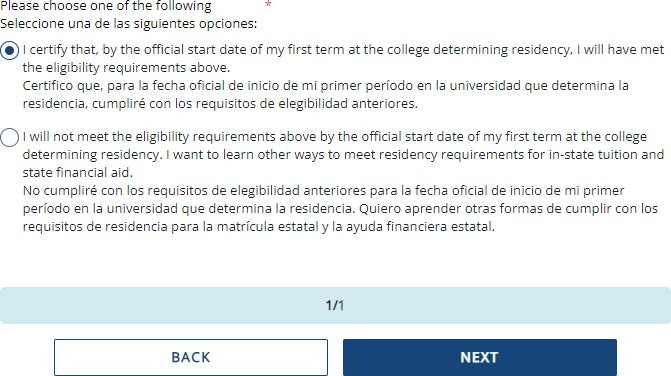 Please choose one of the following *
Seleccione una de las siguientes opciones:
I certify that, by the official start date of my first term at the college determining residency, I will have met
the eligibility requirements above.
Certifico que, para la fecha oficial de inicio de mi primer período en la universidad que determina la
residencia, cumpliré con los requisitos de elegibilidad anteriores.
I will not meet the eligibility requirements above by the official start date of my first term at the college
determining residency. I want to learn other ways to meet residency requirements for in-state tuition and
state financial aid.
No cumpliré con los requisitos de elegibilidad anteriores para la fecha oficial de inicio de mi primer
período en la universidad que determina la residencia. Quiero aprender otras formas de cumplir con los
requisitos de residencia para la matrícula estatal y la ayuda financiera estatal.
1/1
BACK
NEXT